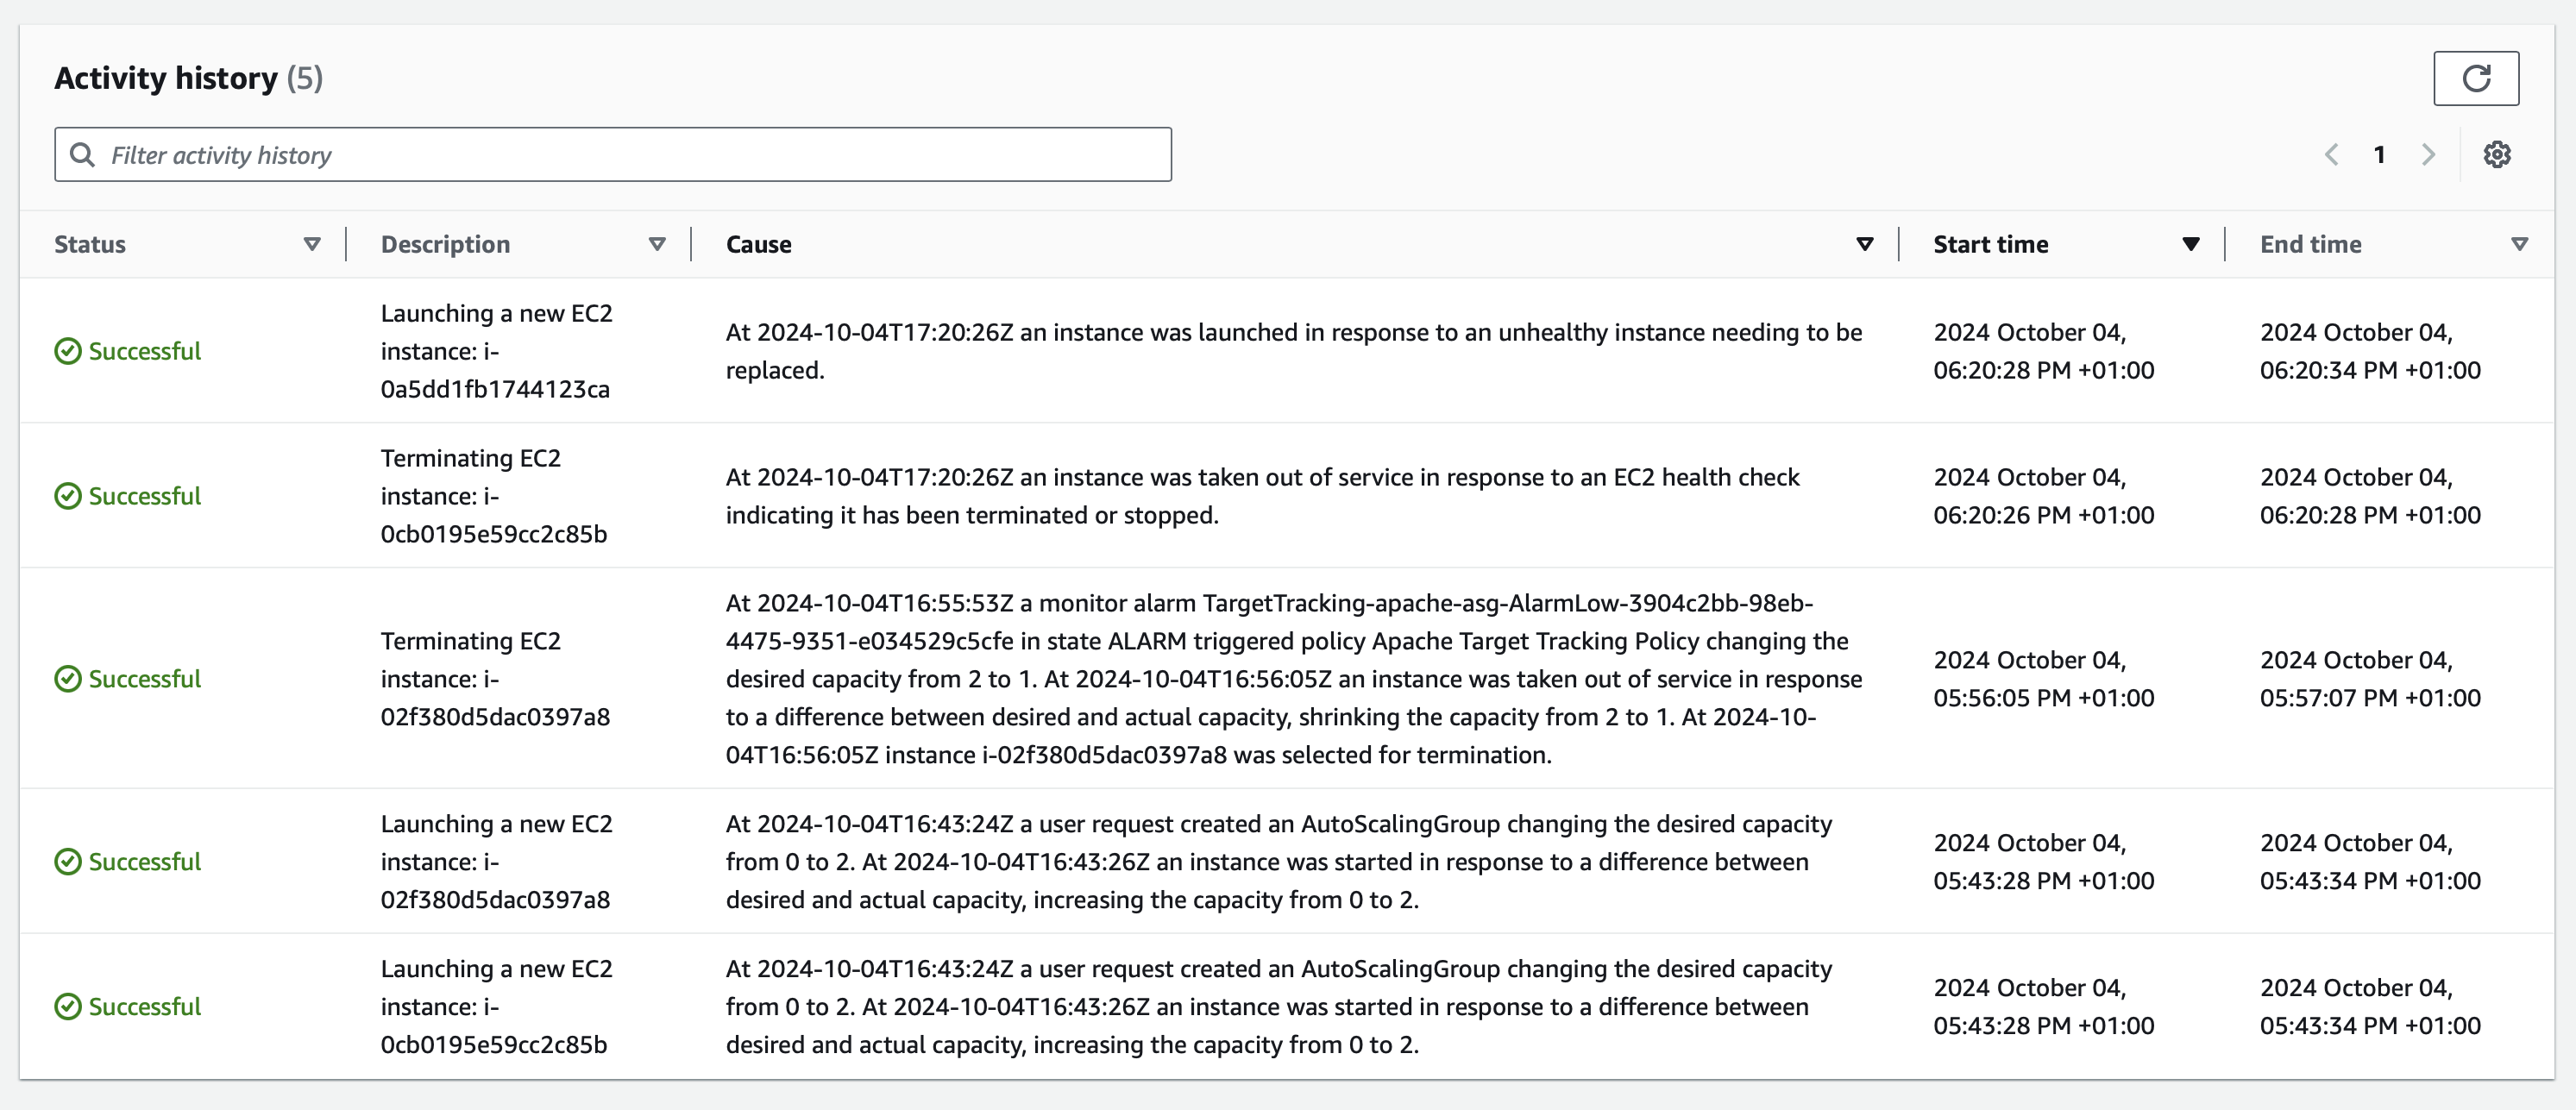 Activity history (5)
Filter activity history
1
Status
Description
Cause
Start time
End time
Successful
Launching a new EC2
instance: i-
0a5dd1fb1744123ca
At 2024-10-04T17:20:26Z an instance was launched in response to an unhealthy instance needing to be
replaced.
2024 October 04,
06:20:28 PM +01:00
2024 October 04,
06:20:34 PM +01:00
Successful
Terminating EC2
instance: i-
0cb0195e59cc2c85b
At 2024-10-04T17:20:26Z an instance was taken out of service in response to an EC2 health check
indicating it has been terminated or stopped.
2024 October 04,
06:20:26 PM +01:00
2024 October 04,
06:20:28 PM +01:00
Successful
Terminating EC2
instance: i-
02f380d5dac0397a8
At 2024-10-04T16:55:53Z a monitor alarm TargetTracking-apache-asg-AlarmLow-3904c2bb-98eb-
4475-9351-e034529c5cfe in state ALARM triggered policy Apache Target Tracking Policy changing the
desired capacity from 2 to 1. At 2024-10-04T16:56:05Z an instance was taken out of service in response
to a difference between desired and actual capacity, shrinking the capacity from 2 to 1. At 2024-10-
04T16:56:05Z instance i-02f380d5dac0397a8 was selected for termination.
2024 October 04,
05:56:05 PM +01:00
2024 October 04,
05:57:07 PM +01:00
Successful
Launching a new EC2
instance: i-
02f380d5dac0397a8
At 2024-10-04T16:43:24Z a user request created an AutoScalingGroup changing the desired capacity
from 0 to 2. At 2024-10-04T16:43:26Z an instance was started in response to a difference between
desired and actual capacity, increasing the capacity from 0 to 2.
2024 October 04,
05:43:28 PM +01:00
2024 October 04,
05:43:34 PM +01:00
Successful
Launching a new EC2
instance: i-
0cb0195e59cc2c85b
At 2024-10-04T16:43:24Z a user request created an AutoScalingGroup changing the desired capacity
from 0 to 2. At 2024-10-04T16:43:26Z an instance was started in response to a difference between
desired and actual capacity, increasing the capacity from 0 to 2.
2024 October 04,
05:43:28 PM +01:00
2024 October 04,
05:43:34 PM +01:00